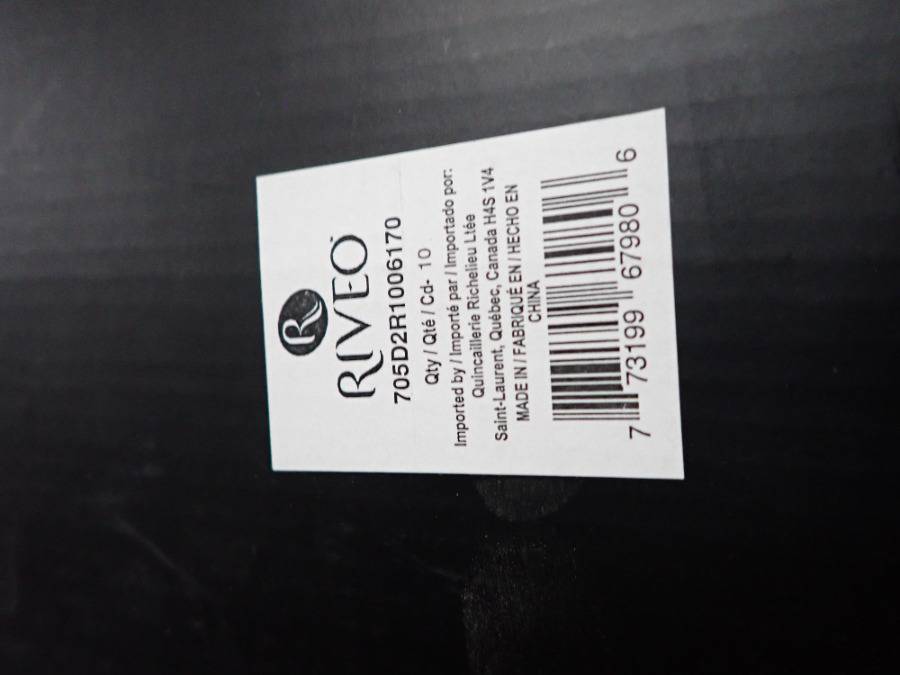 R
RIVEO
705D2R1006170
Qty / Qté / Cd- 10
Imported by / Importé par / Importado por:
Quincaillerie Richelieu Ltée
Saint-Laurent, Québec, Canada H4S 1V4
MADE IN / FABRIQUÉ EN / HECHO EN
CHINA
7 73199 67980 6